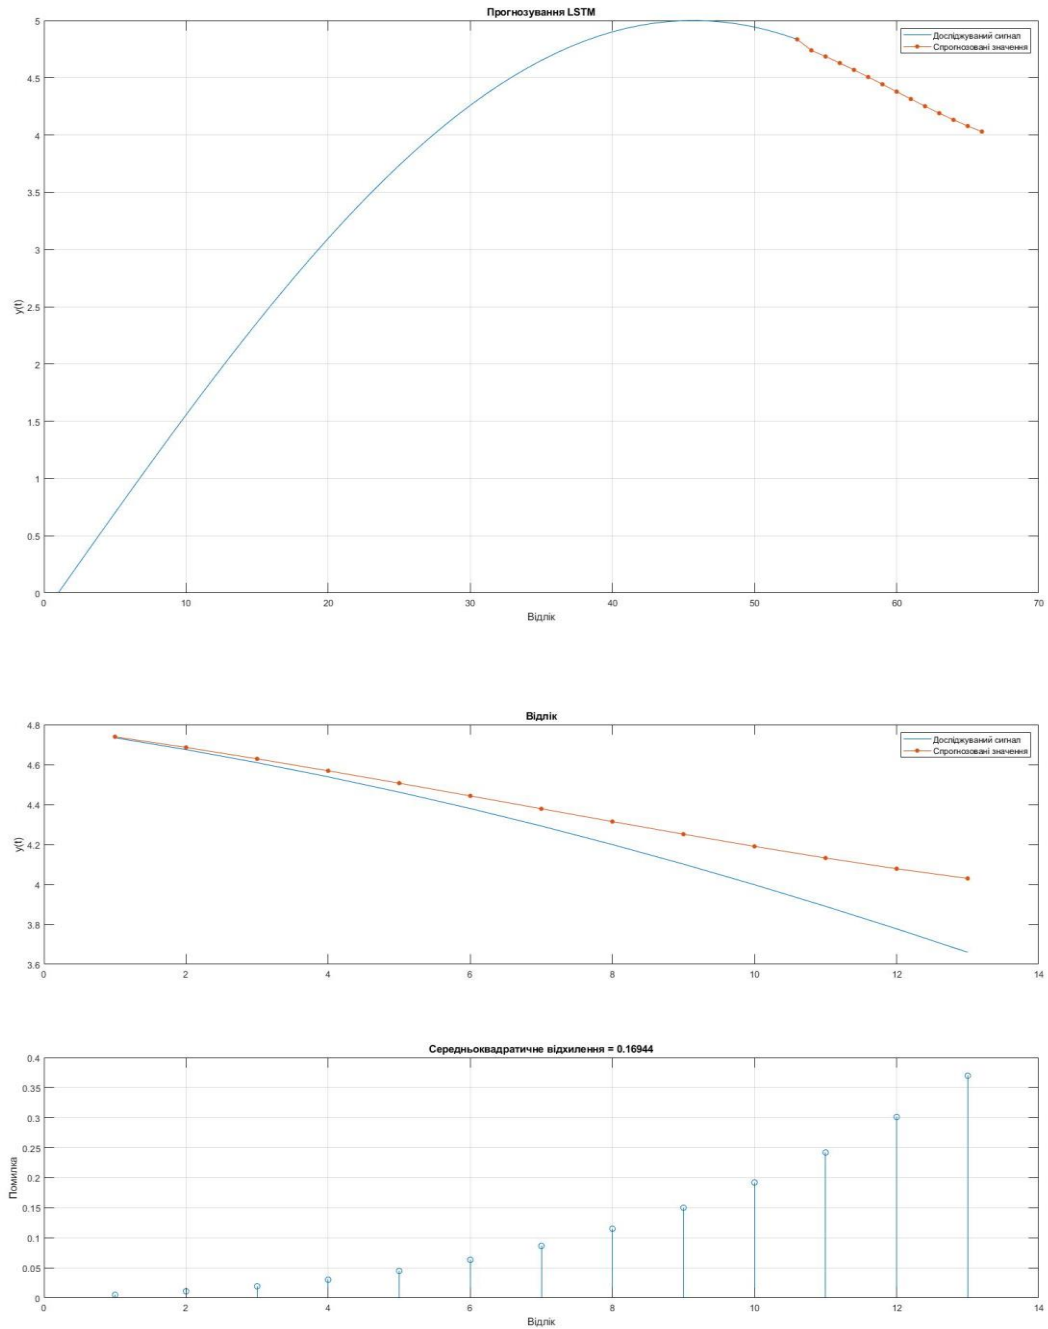 Прогнозування LSTM
Досліджуваний сигнал
Спрогнозовані значення
y(t)
5
4.5
4
3.5
3
2.5
2
1.5
1
0.5
0
0 10 20 30 40 50 60 70
Відлік
Відлік
Досліджуваний сигнал
Спрогнозовані значення
y(t)
4.8
4.6
4.4
4.2
4
3.8
3.6
0 2 4 6 8 10 12 14
Середньоквадратичне відхилення = 0.16944
Помилка
0.4
0.35
0.3
0.25
0.2
0.15
0.1
0.05
0
0 2 4 6 8 10 12 14
Відлік